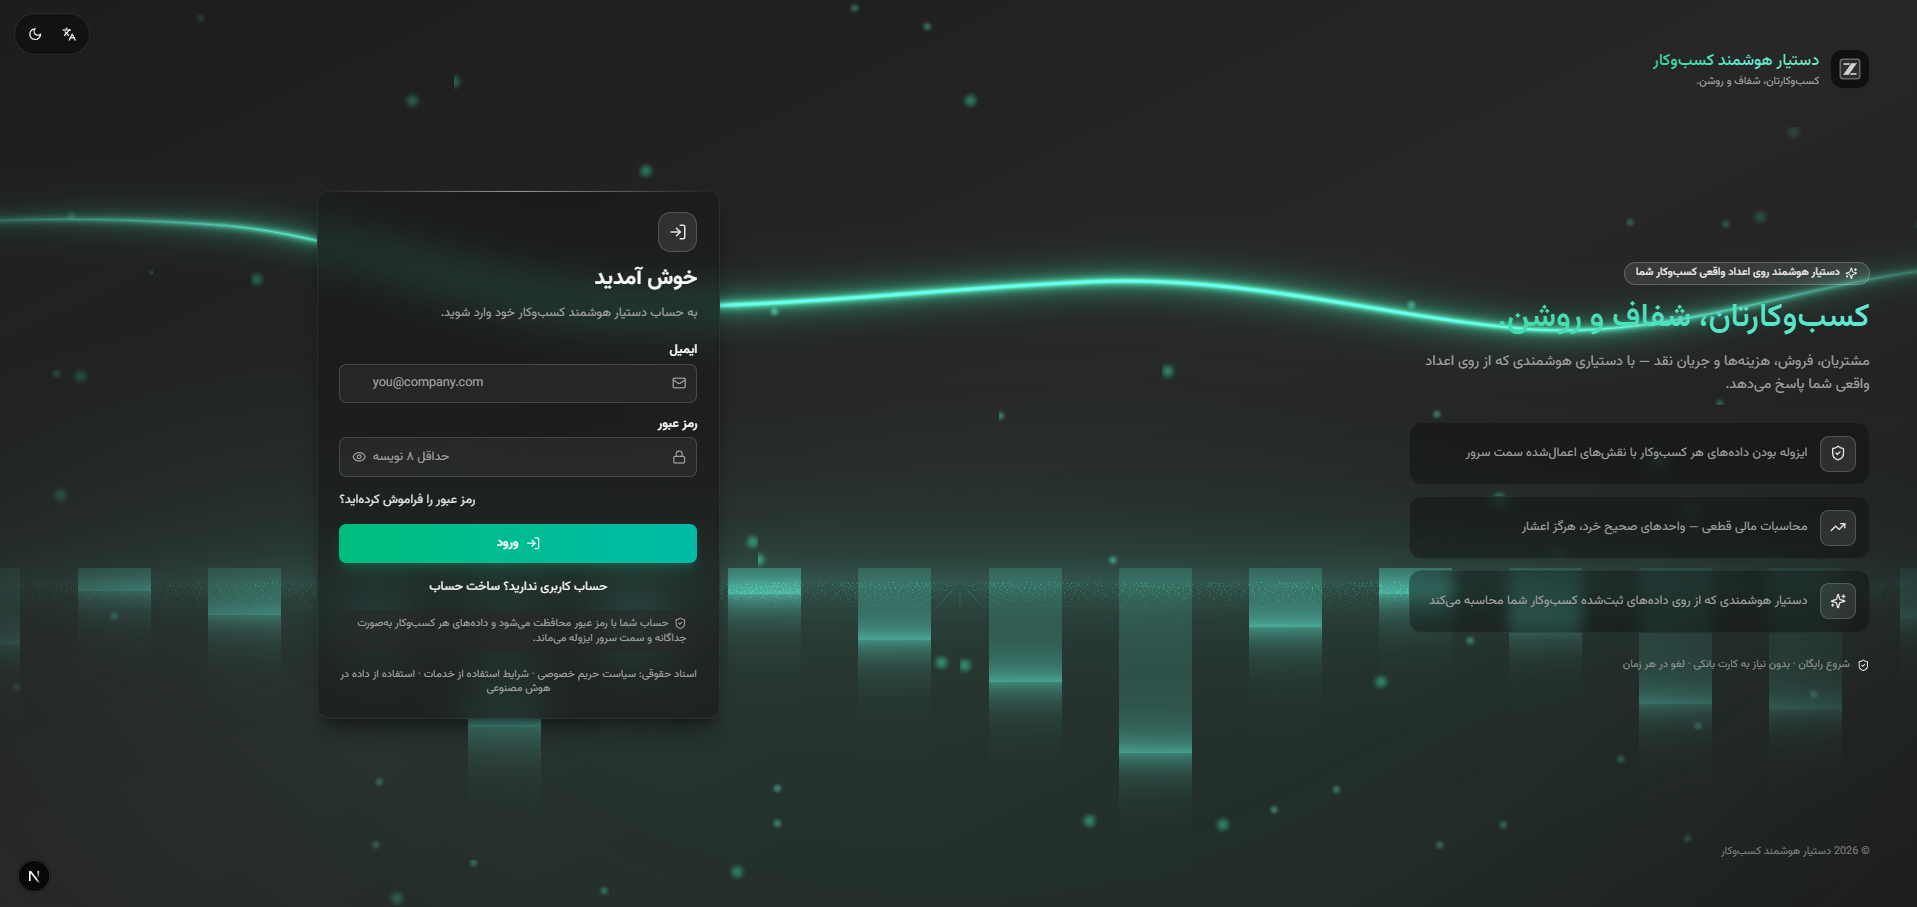 دستیار هوشمند کسب‌وکار
کسب‌وکارتان، شفاف و روشن.
دستیار هوشمند روی اعداد واقعی کسب‌وکار شما
کسب‌وکارتان، شفاف و روشن.
مشتریان، فروش، هزینه‌ها و جریان نقد — با دستیاری هوشمندی که از روی اعداد
واقعی شما پاسخ می‌دهد.
ایزوله بودن داده‌های هر کسب‌وکار با نقش‌های اعمال‌شده سمت سرور
محاسبات مالی قطعی — واحدهای صحیح خرد، هرگز اعشار
دستیار هوشمندی که از روی داده‌های ثبت‌شده کسب‌وکار شما محاسبه می‌کند
شروع رایگان · بدون نیاز به کارت بانکی · لغو در هر زمان
© 2026 دستیار هوشمند کسب‌وکار
خوش آمدید
به حساب دستیار هوشمند کسب‌وکار خود وارد شوید.
ایمیل
you@company.com
رمز عبور
حداقل ۸ نویسه
رمز عبور را فراموش کرده‌اید؟
ورود
حساب کاربری ندارید؟ ساخت حساب
حساب شما با رمز عبور محافظت می‌شود و داده‌های هر کسب‌وکار به‌صورت
جداگانه و سمت سرور ایزوله می‌ماند.
اسناد حقوقی: سیاست حریم خصوصی · شرایط استفاده از خدمات · استفاده از داده در
هوش مصنوعی